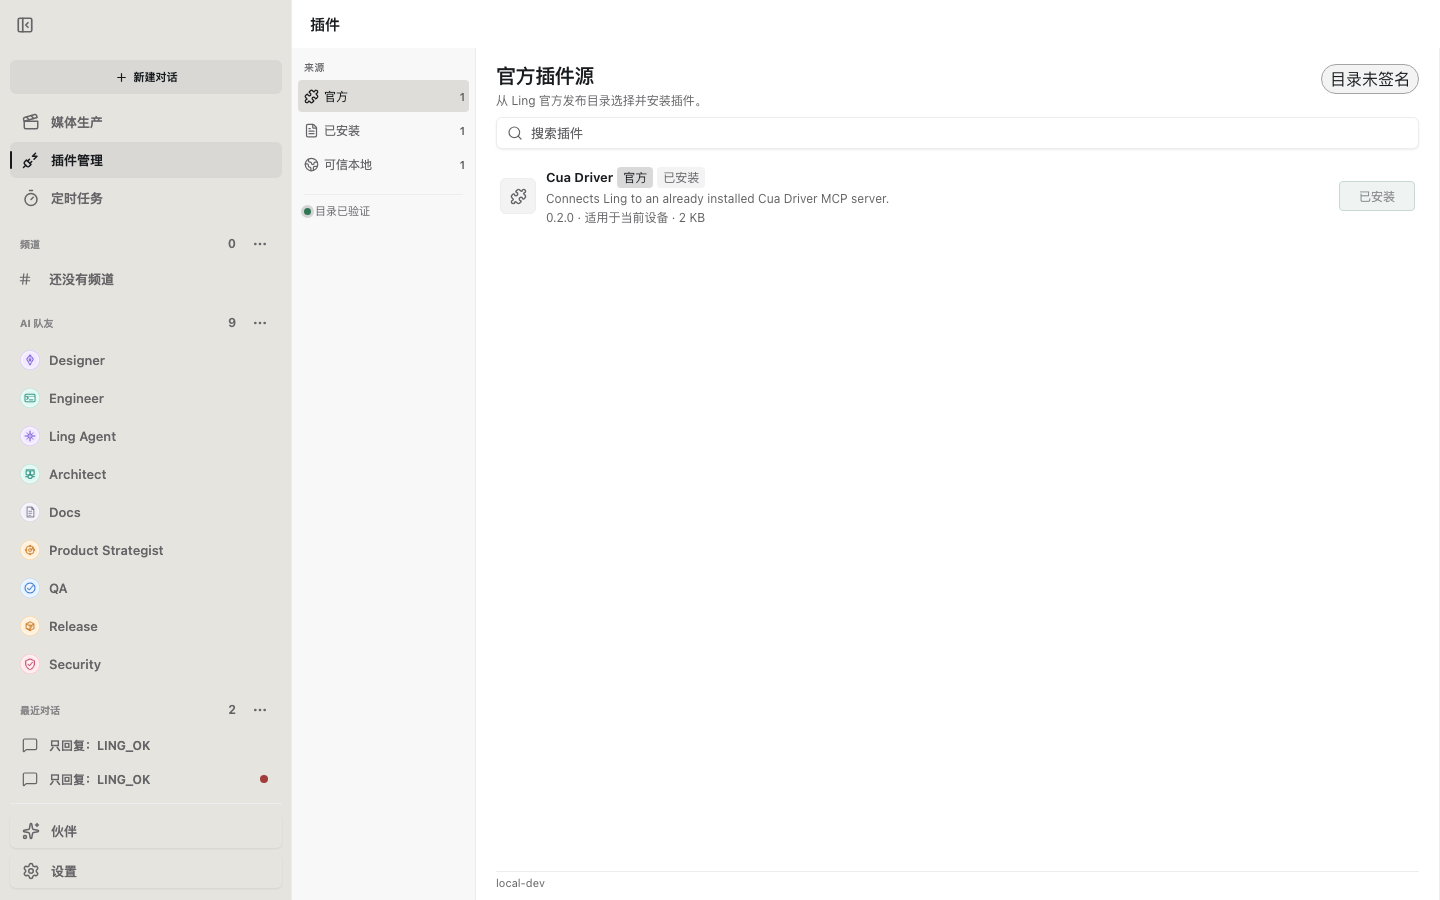 新建对话
媒体生产
插件管理
定时任务
频道 0
# 还没有频道
AI 队友 9
Designer
Engineer
Ling Agent
Architect
Docs
Product Strategist
QA
Release
Security
最近对话 2
只回复：LING_OK
只回复：LING_OK
伙伴
设置
插件
来源
官方 1
已安装 1
可信本地 1
目录已验证
官方插件源
目录未签名
从 Ling 官方发布目录选择并安装插件。
搜索插件
Cua Driver 官方 已安装
Connects Ling to an already installed Cua Driver MCP server.
0.2.0 · 适用于当前设备 · 2 KB
已安装
local-dev